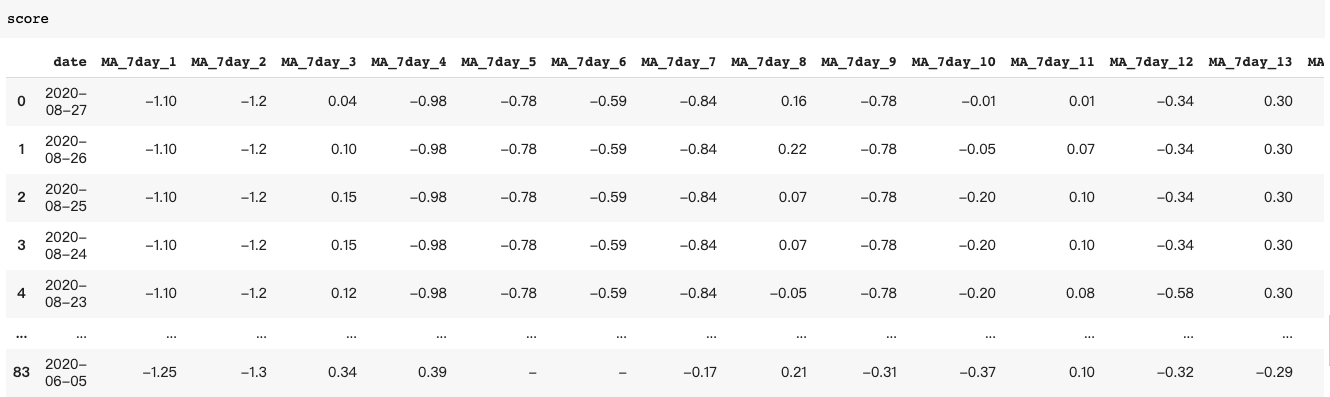 score
date MA_7day_1 MA_7day_2 MA_7day_3 MA_7day_4 MA_7day_5 MA_7day_6 MA_7day_7 MA_7day_8 MA_7day_9 MA_7day_10 MA_7day_11 MA_7day_12 MA_7day_13 MA
0 2020–08–27 –1.10 –1.2 0.04 –0.98 –0.78 –0.59 –0.84 0.16 –0.78 –0.01 0.01 –0.34 0.30
1 2020–08–26 –1.10 –1.2 0.10 –0.98 –0.78 –0.59 –0.84 0.22 –0.78 –0.05 0.07 –0.34 0.30
2 2020–08–25 –1.10 –1.2 0.15 –0.98 –0.78 –0.59 –0.84 0.07 –0.78 –0.20 0.10 –0.34 0.30
3 2020–08–24 –1.10 –1.2 0.15 –0.98 –0.78 –0.59 –0.84 0.07 –0.78 –0.20 0.10 –0.34 0.30
4 2020–08–23 –1.10 –1.2 0.12 –0.98 –0.78 –0.59 –0.84 –0.05 –0.78 –0.20 0.08 –0.58 0.30
... ... ... ... ... ... ... ... ... ... ... ... ... ... ...
83 2020–06–05 –1.25 –1.3 0.34 0.39 – – –0.17 0.21 –0.31 –0.37 0.10 –0.32 –0.29